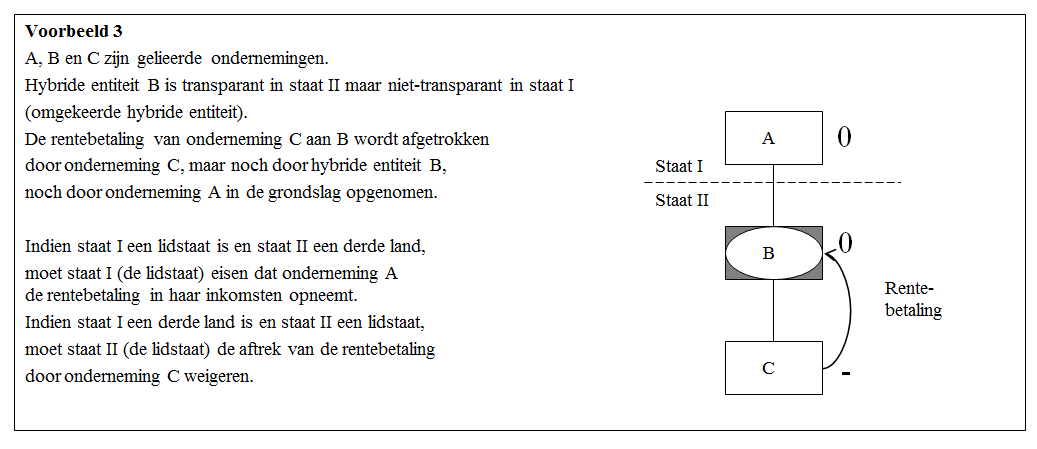 Voorbeeld 3
A, B en C zijn gelieerde ondernemingen.
Hybride entiteit B is transparant in staat II maar niet-transparant in staat I
(omgekeerde hybride entiteit).
De rentebetaling van onderneming C aan B wordt afgetrokken
door onderneming C, maar noch door hybride entiteit B,
noch door onderneming A in de grondslag opgenomen.
Indien staat I een lidstaat is en staat II een derde land,
moet staat I (de lidstaat) eisen dat onderneming A
de rentebetaling in haar inkomsten opneemt.
Indien staat I een derde land is en staat II een lidstaat,
moet staat II (de lidstaat) de aftrek van de rentebetaling
door onderneming C weigeren.
A
0
Staat I
Staat II
B
0
Rente-
betaling
C
-